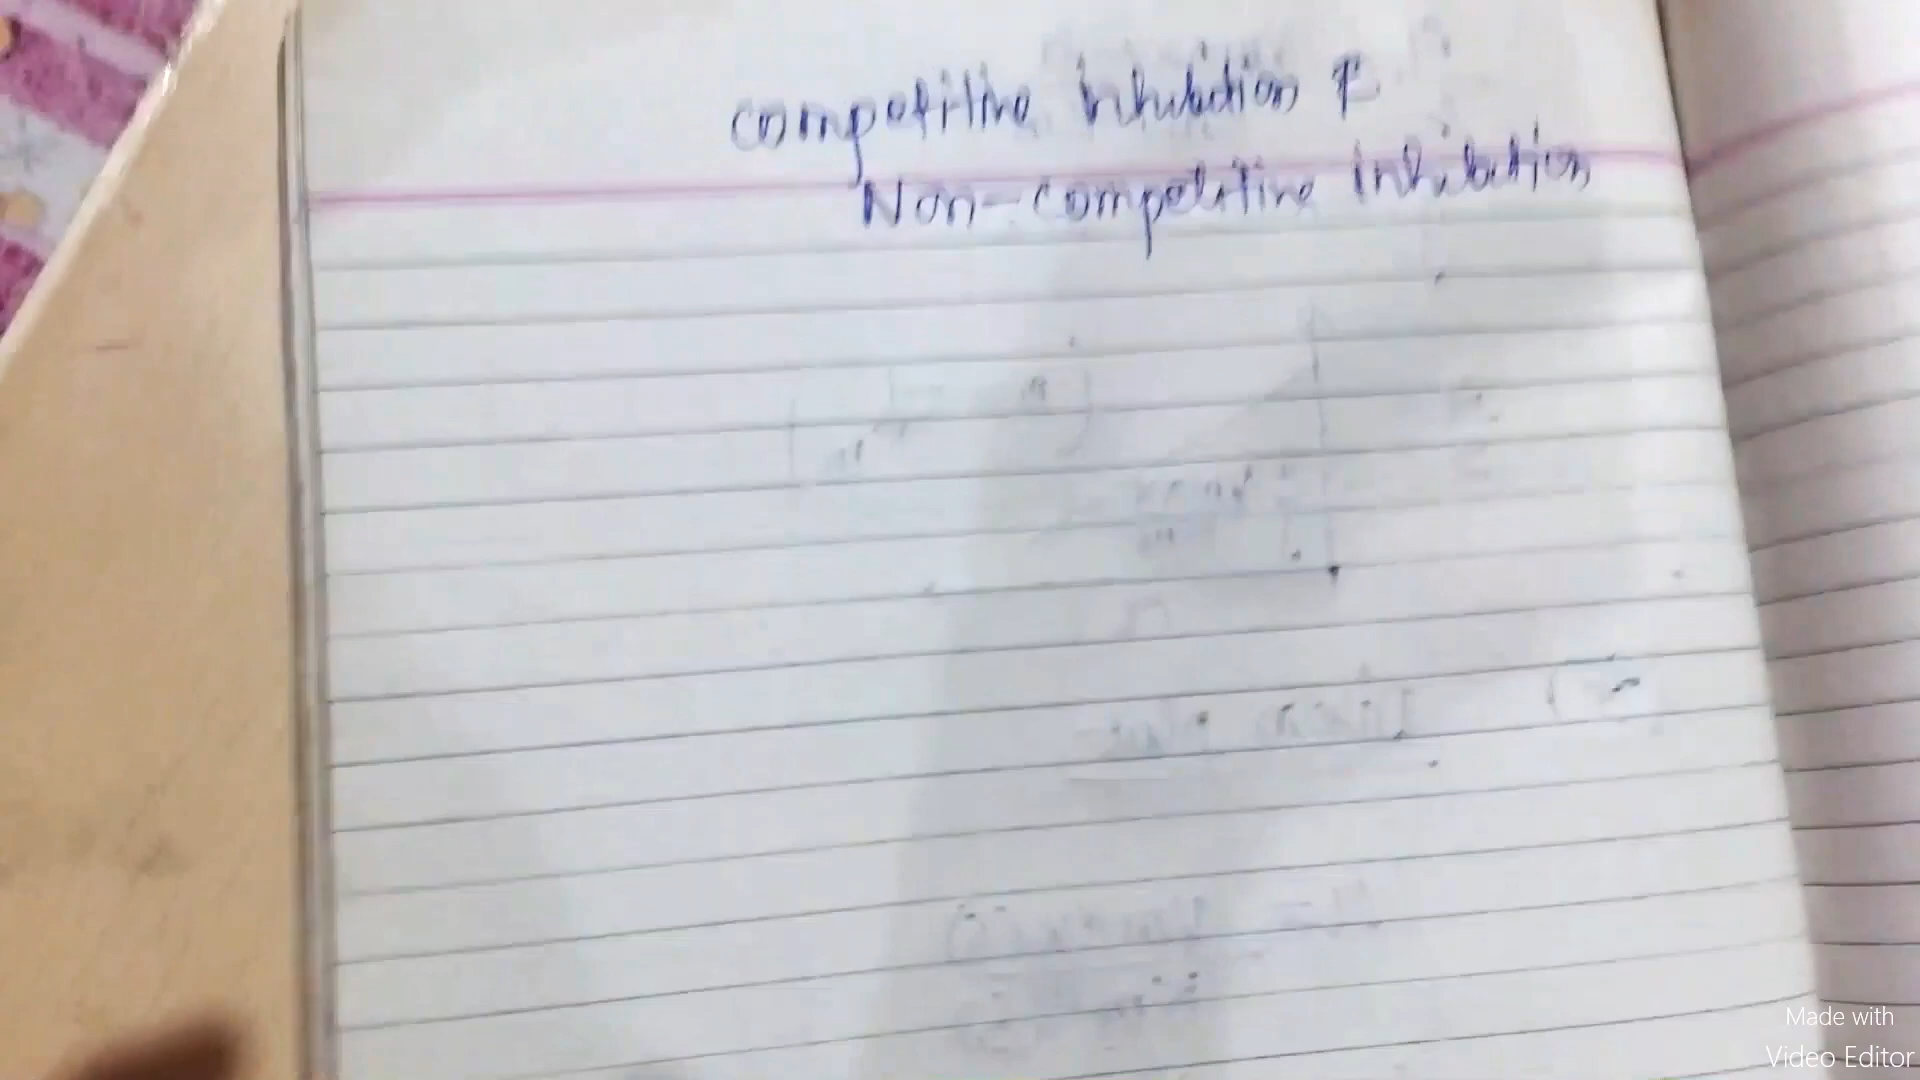 competitive Inhibition &
Non-competitive Inhibition
Made with
Video Editor